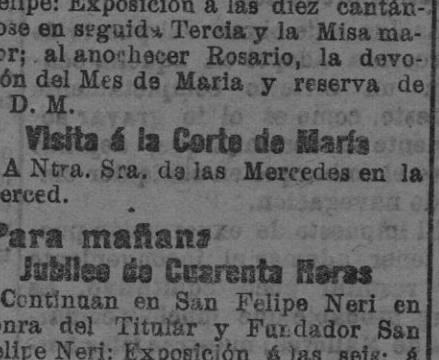 elipe: Exposición a las diez cantán-
ose en seguida Tercia y la Misa ma-
or; al anochecer Rosario, la devo-
ón del Mes de Maria y reserva de
D. M.
Visita á la Corte de María
A Ntra. Sra. de las Mercedes en la
erced.
Para mañana
Jubileo de Cuarenta Horas
Continuan en San Felipe Neri en
onra del Titular y Fundador San
elipe Neri: Exposición á las seis; á